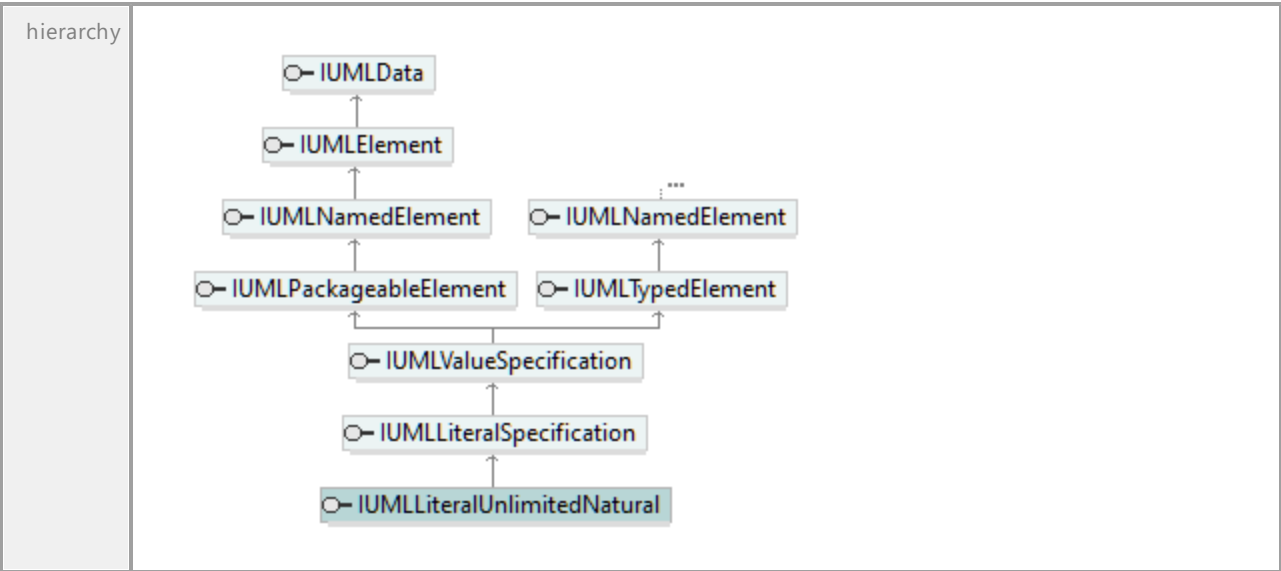 hierarchy
IUMLData
IUMLElement
...
IUMLNamedElement IUMLNamedElement
IUMLPackageableElement IUMLTypedElement
IUMLValueSpecification
IUMLLiteralSpecification
IUMLLiteralUnlimitedNatural